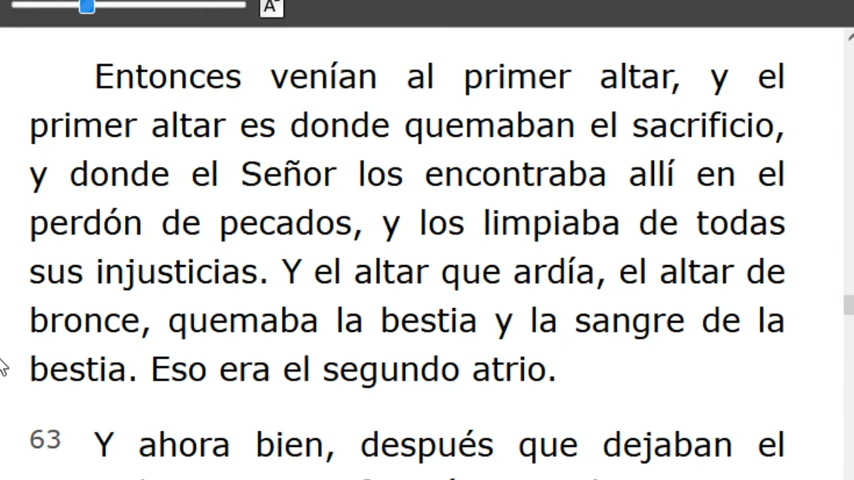 A
Entonces venían al primer altar, y el
primer altar es donde quemaban el sacrificio,
y donde el Señor los encontraba allí en el
perdón de pecados, y los limpiaba de todas
sus injusticias. Y el altar que ardía, el altar de
bronce, quemaba la bestia y la sangre de la
bestia. Eso era el segundo atrio.
63 Y ahora bien, después que dejaban el